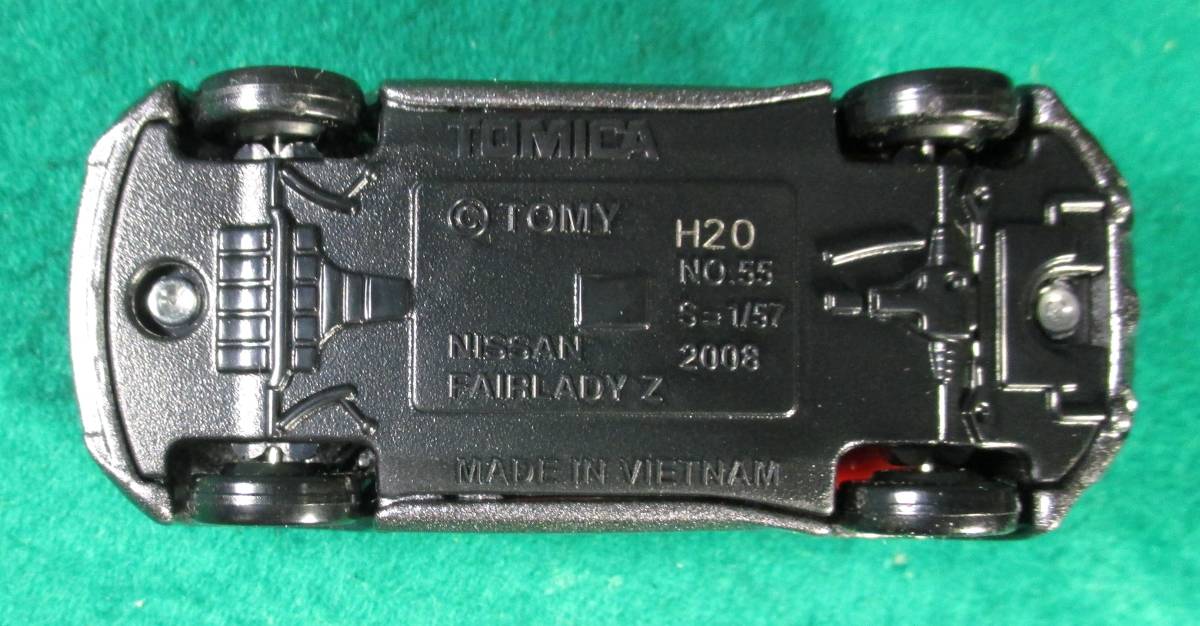 TOMICA
© TOMY
H20
NO.55
S=1/57
2008
NISSAN
FAIRLADY Z
MADE IN VIETNAM